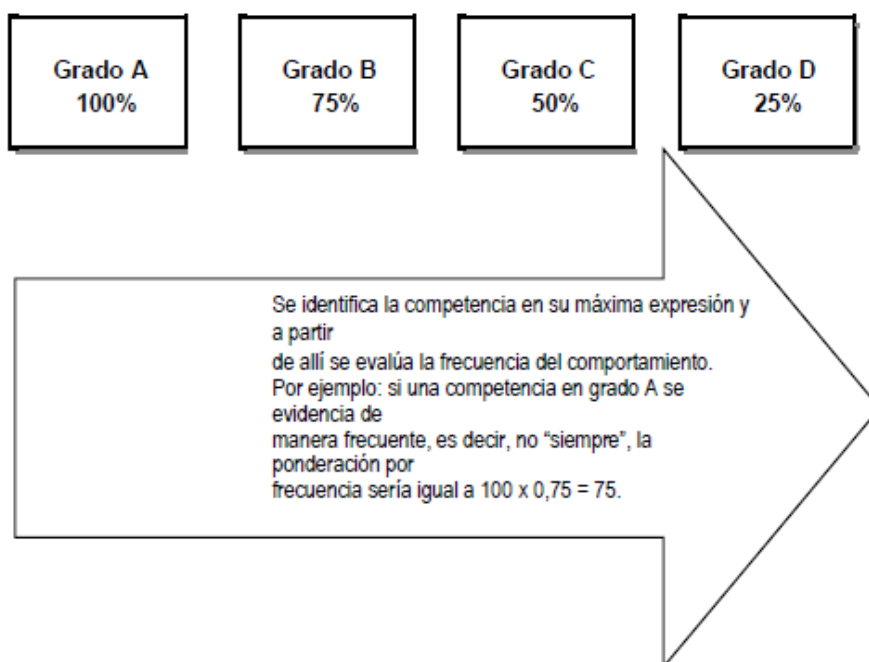 Grado A
100%
Grado B
75%
Grado C
50%
Grado D
25%
Se identifica la competencia en su máxima expresión y
a partir
de allí se evalúa la frecuencia del comportamiento.
Por ejemplo: si una competencia en grado A se
evidencia de
manera frecuente, es decir, no “siempre”, la
ponderación por
frecuencia sería igual a 100 x 0,75 = 75.